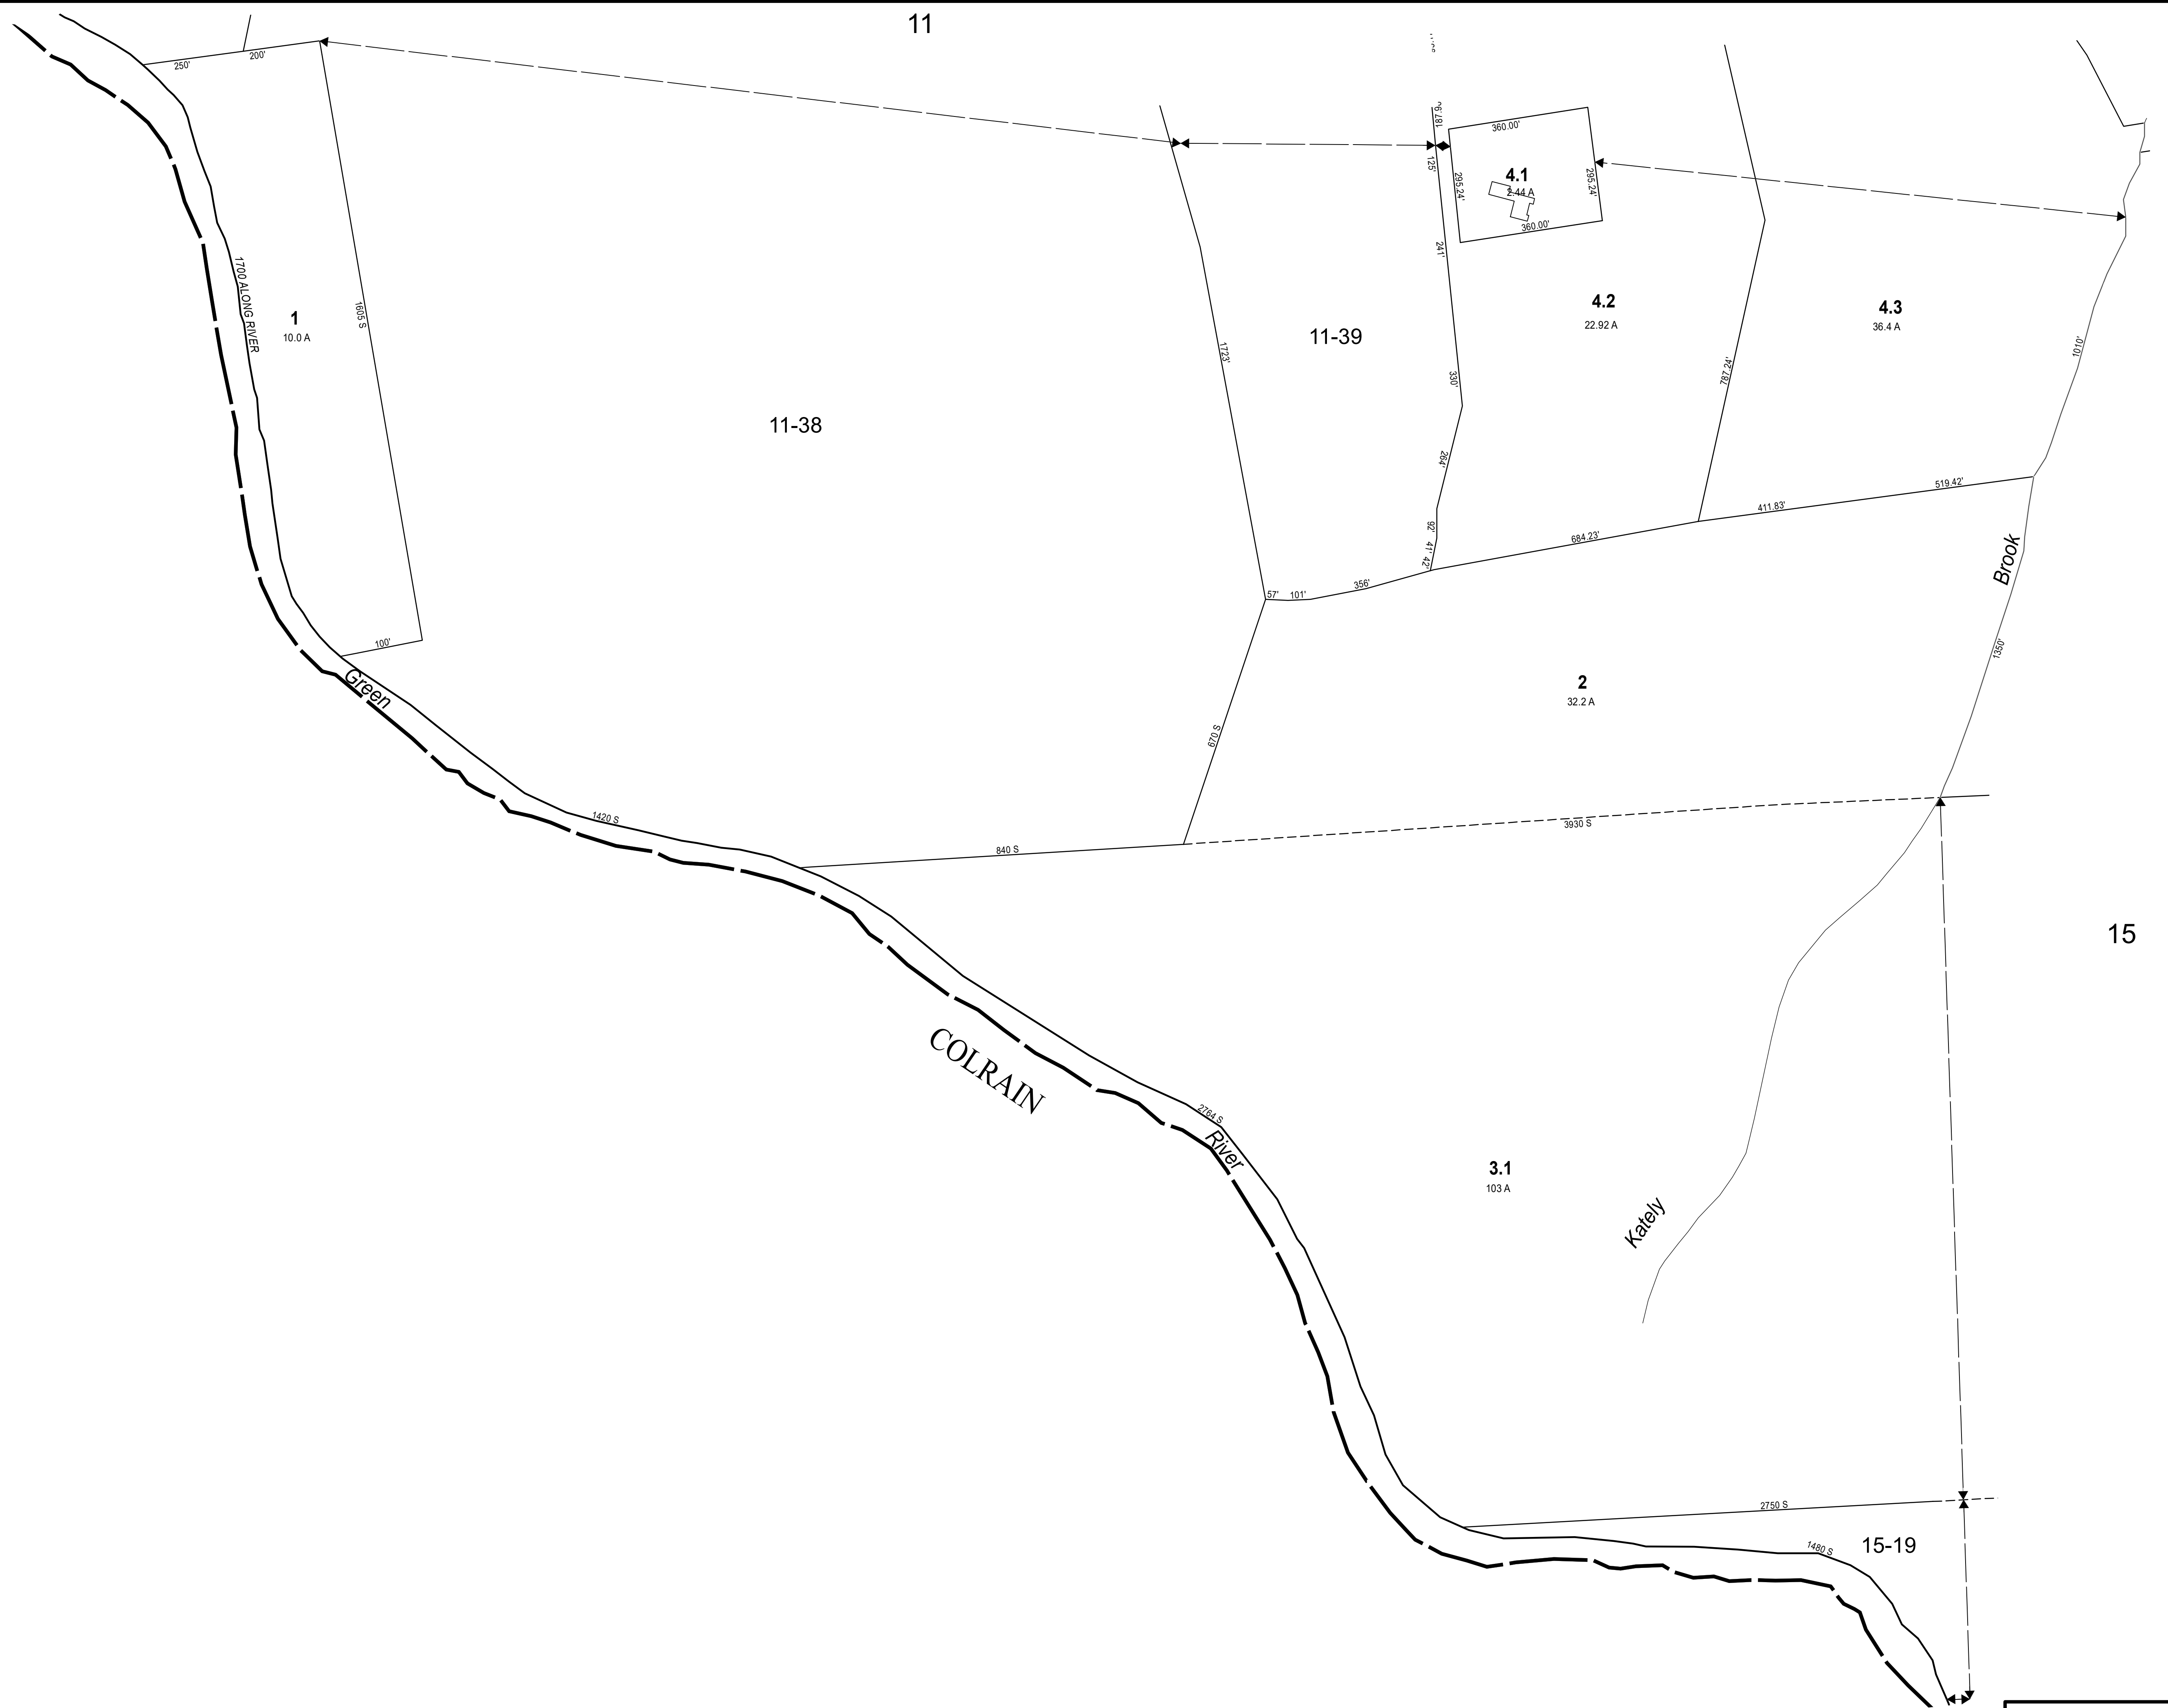 11
250'
200'
187.9'
360.00'
125'
4.1
2.44 A
295.24'
295.24'
360.00'
241'
1700 ALONG RIVER
1
10.0 A
1605 S
4.2
22.92 A
4.3
36.4 A
11-39
1723'
1010'
787.24'
330'
11-38
264'
519.42'
411.83'
92'
684.23'
41'
42'
Brook
356'
57'
101'
100'
1350'
Green
2
32.2 A
670 S
1420 S
3930 S
840 S
15
COLRAIN
2764 S
River
3.1
103 A
Kately
2750 S
15-19
1480 S